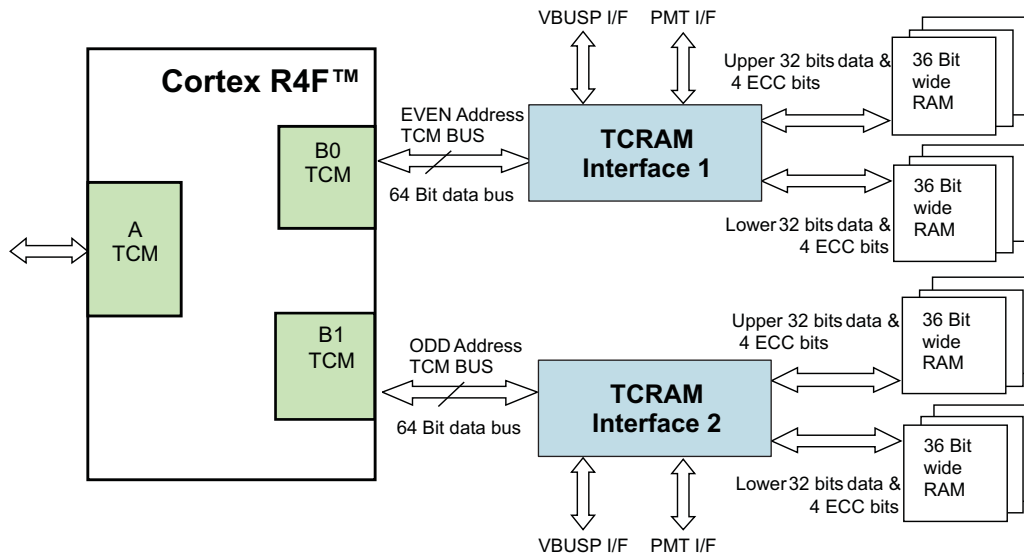 VBUSP I/F
PMT I/F
Cortex R4F™
Upper 32 bits data &
4 ECC bits
36 Bit
wide
RAM
EVEN Address
TCM BUS
B0
TCM
64 Bit data bus
TCRAM
Interface 1
36 Bit
wide
RAM
Lower 32 bits data &
4 ECC bits
A
TCM
Upper 32 bits data &
4 ECC bits
36 Bit
wide
RAM
B1
TCM
ODD Address
TCM BUS
64 Bit data bus
TCRAM
Interface 2
36 Bit
wide
RAM
Lower 32 bits data &
4 ECC bits
VBUSP I/F
PMT I/F